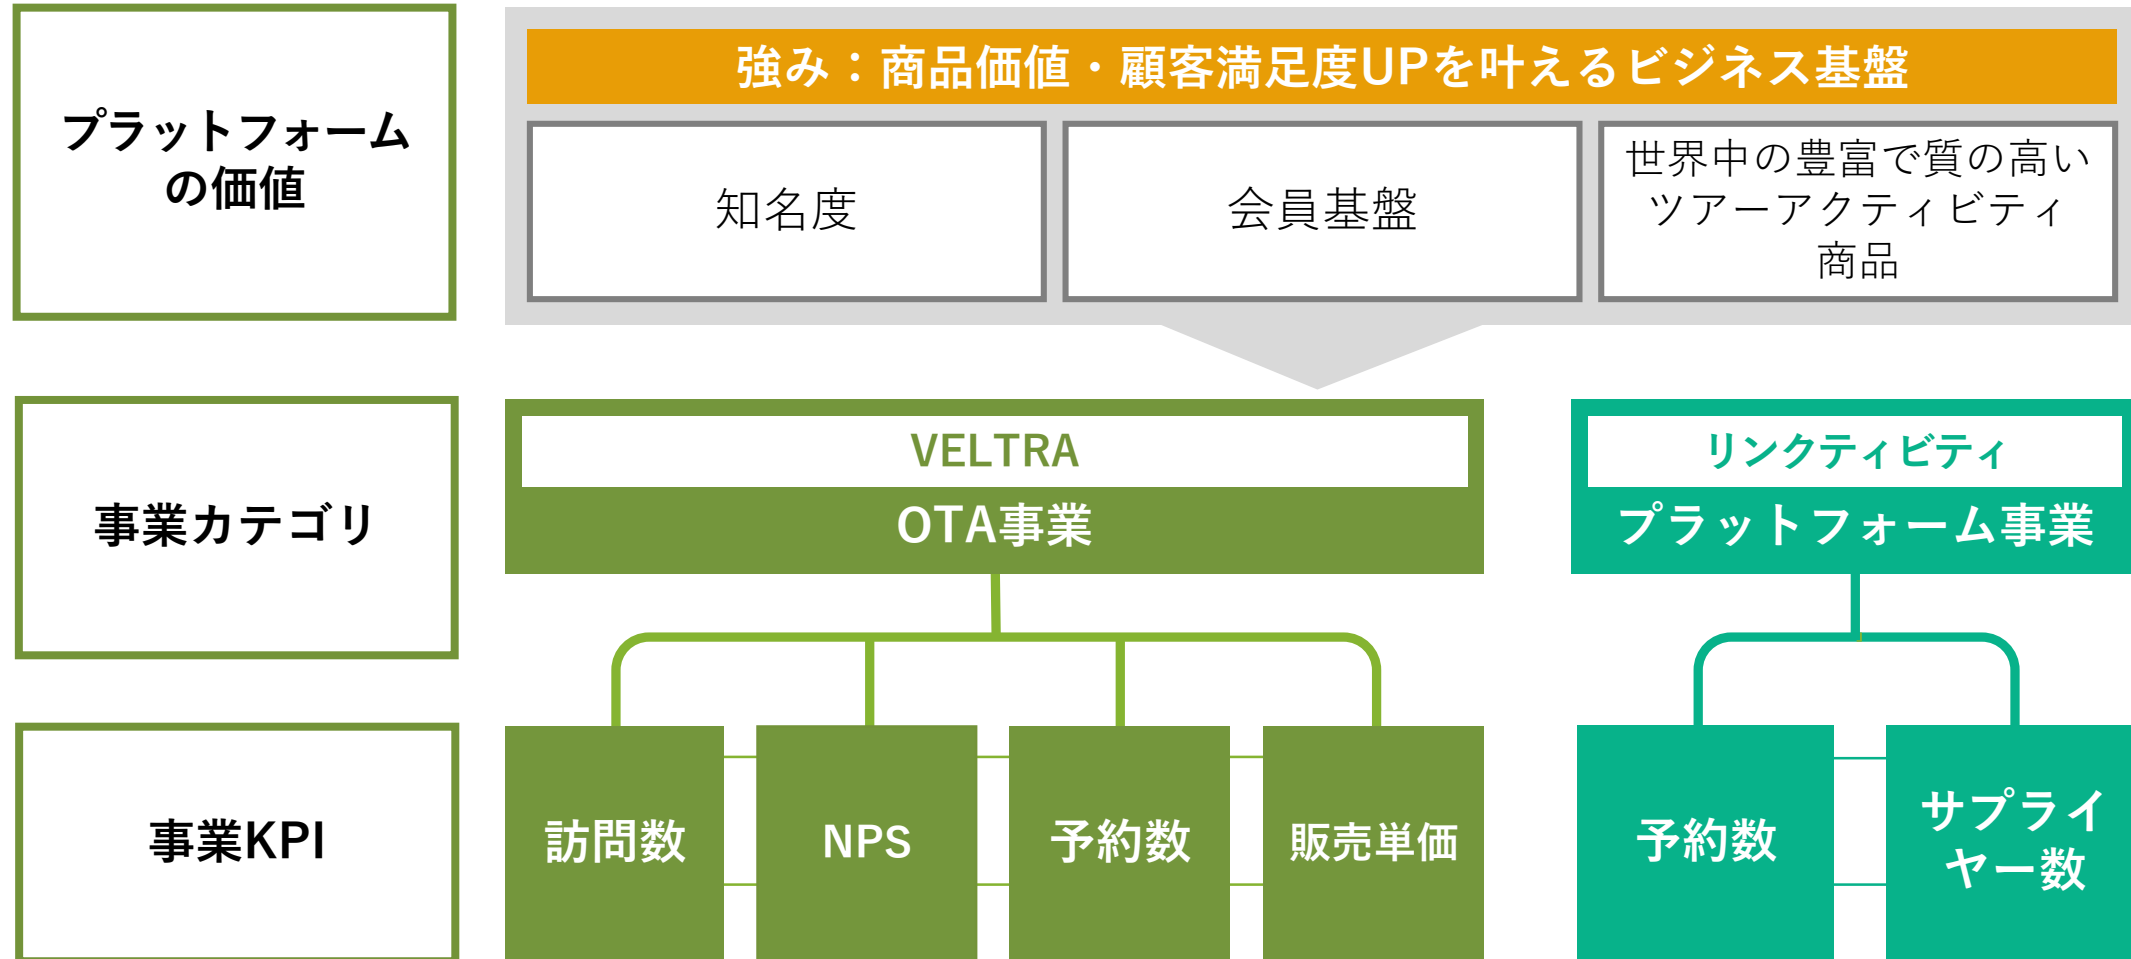 プラットフォーム
の価値
強み：商品価値・顧客満足度UPを叶えるビジネス基盤
知名度
会員基盤
世界中の豊富で質の高い
ツアーアクティビティ
商品
事業カテゴリ
VELTRA
OTA事業
リンクティビティ
プラットフォーム事業
事業KPI
訪問数
NPS
予約数
販売単価
予約数
サプライ
ヤー数